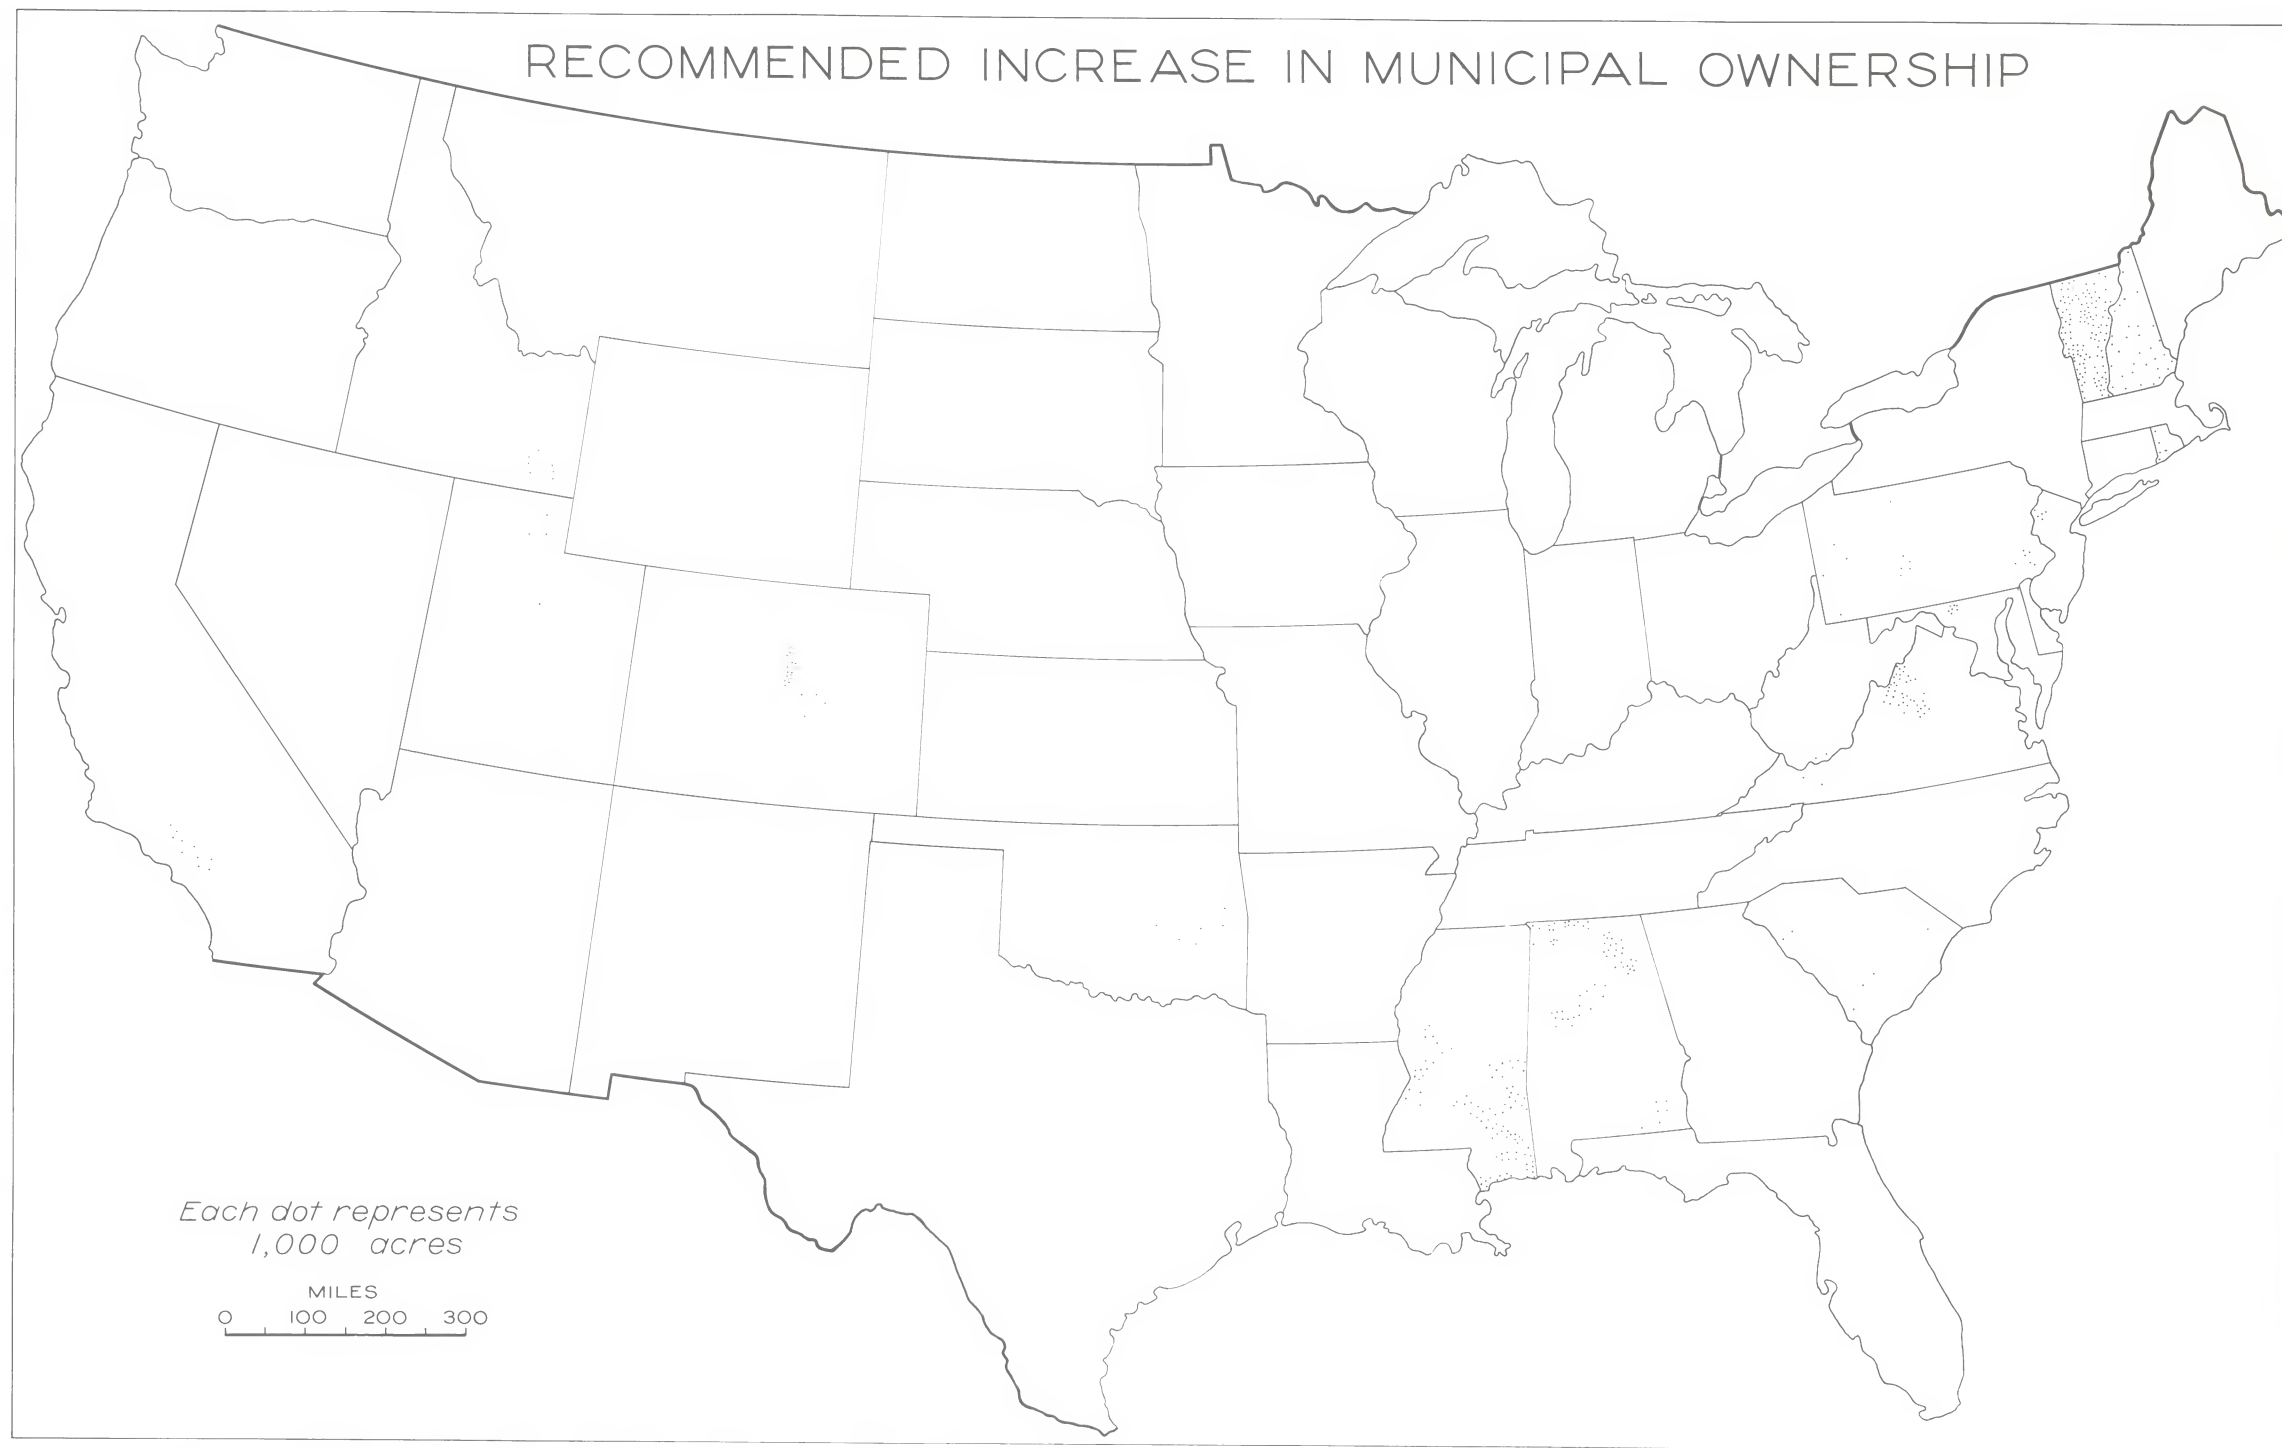 RECOMMENDED INCREASE IN MUNICIPAL OWNERSHIP
Each dot represents
1,000 acres
MILES
0 100 200 300